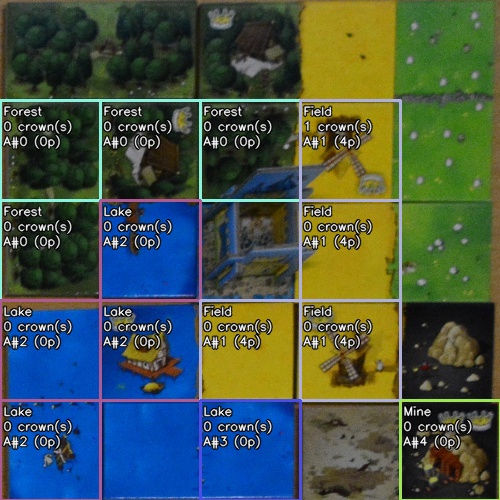 Forest
0 crown(s)
A#0 (0p)
Forest
0 crown(s)
A#0 (0p)
Forest
0 crown(s)
A#0 (0p)
Field
1 crown(s)
A#1 (4p)
Forest
0 crown(s)
A#0 (0p)
Lake
0 crown(s)
A#2 (0p)
Field
0 crown(s)
A#1 (4p)
Lake
0 crown(s)
A#2 (0p)
Lake
0 crown(s)
A#2 (0p)
Field
0 crown(s)
A#1 (4p)
Field
0 crown(s)
A#1 (4p)
Lake
0 crown(s)
A#2 (0p)
Lake
0 crown(s)
A#3 (0p)
Mine
0 crown(s)
A#4 (0p)